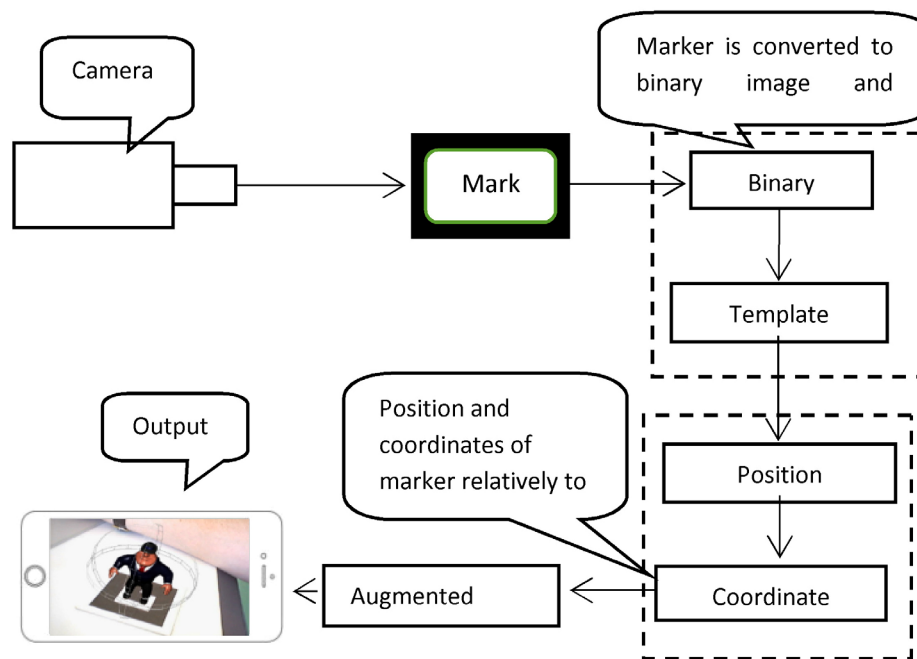 Camera
Marker is converted to
binary image and
Mark
Binary
Template
Position and
coordinates of
marker relatively to
Output
Position
Augmented
Coordinate